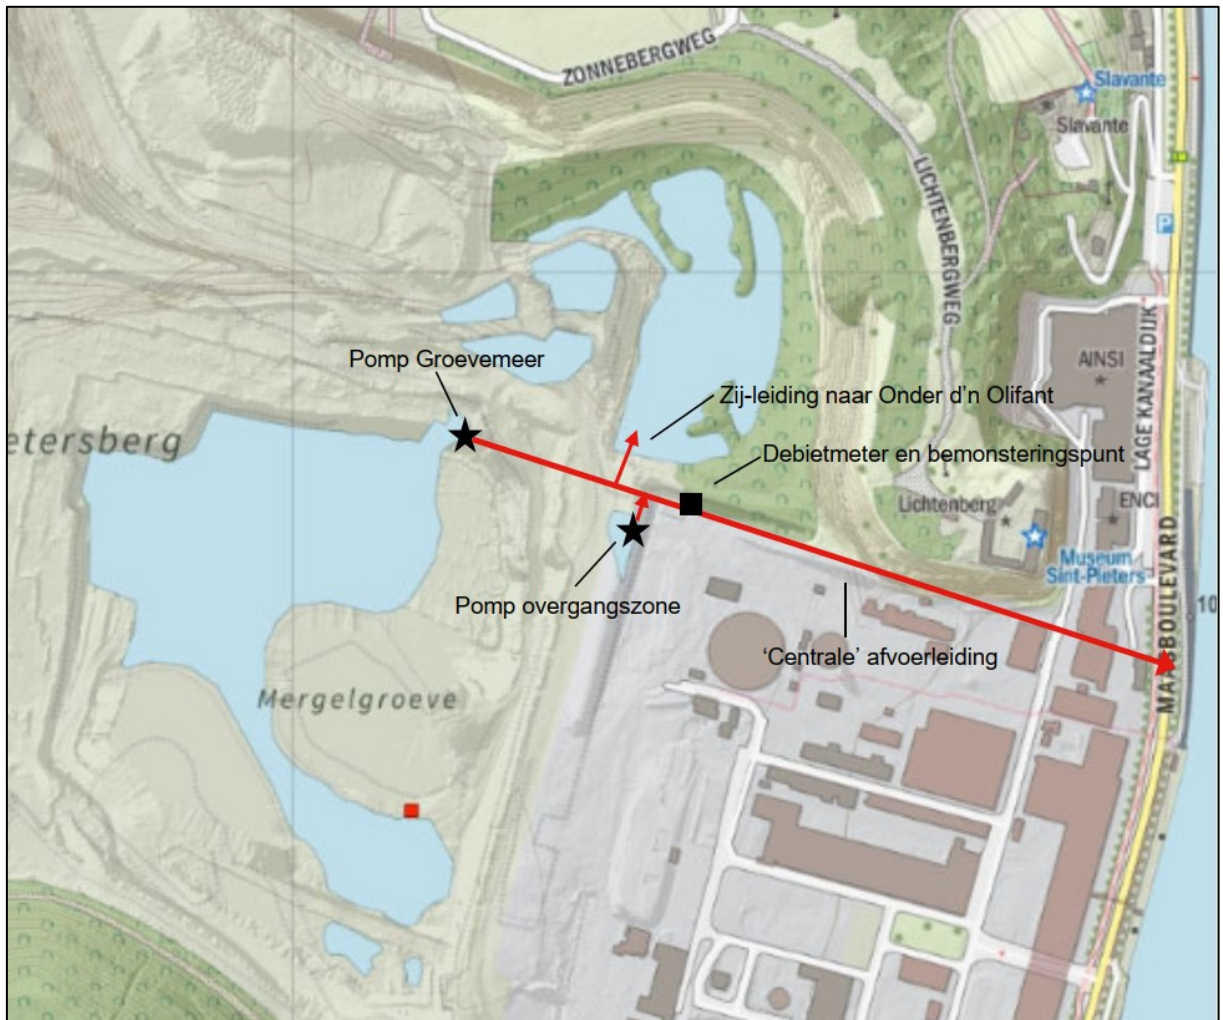 ZONNEBERGWEG
Slavante
Slavante
LICHTENBERGWEG
P
LAGE KANAALDIJK
AINSI
Pomp Groevemeer
Zij-leiding naar Onder d’n Olifant
etersberg
Debietmeter en bemonsteringspunt
Lichtenberg
ENCI
Museum
Sint-Pieters
MAASBOULEVARD
10
Pomp overgangszone
‘Centrale’ afvoerleiding
Mergelgroeve